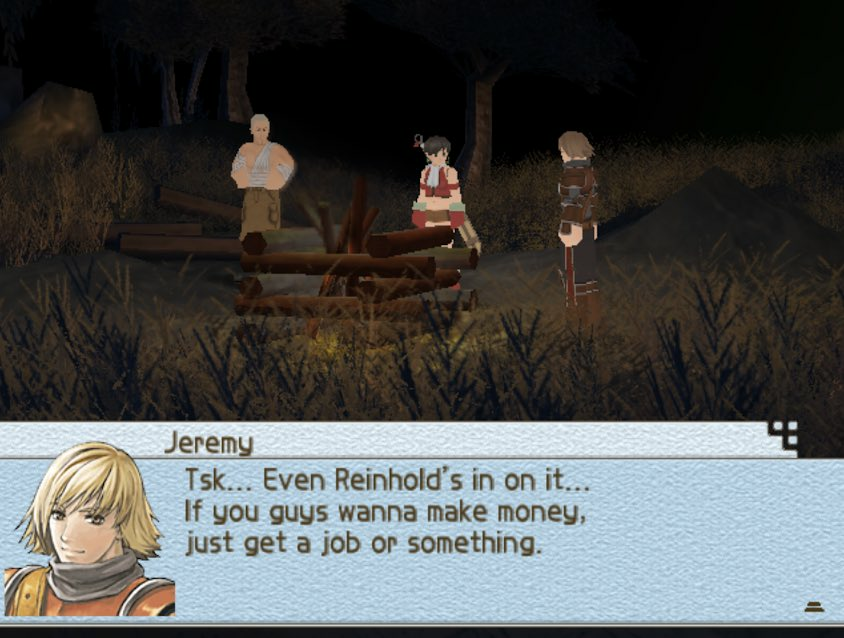 Jeremy
Tsk... Even Reinhold's in on it...
If you guys wanna make money,
just get a job or something.